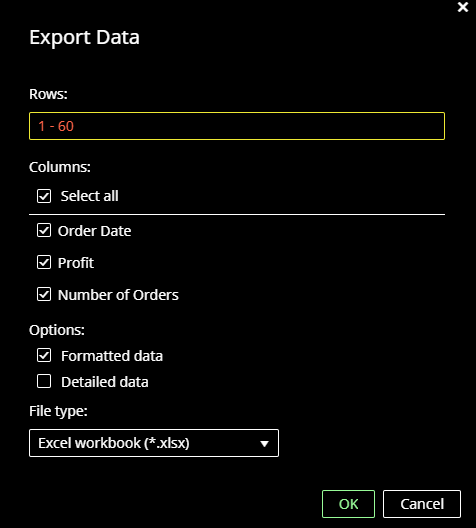 Export Data
Rows:
1 - 60
Columns:
Select all
Order Date
Profit
Number of Orders
Options:
Formatted data
Detailed data
File type:
Excel workbook (*.xlsx)
OK Cancel